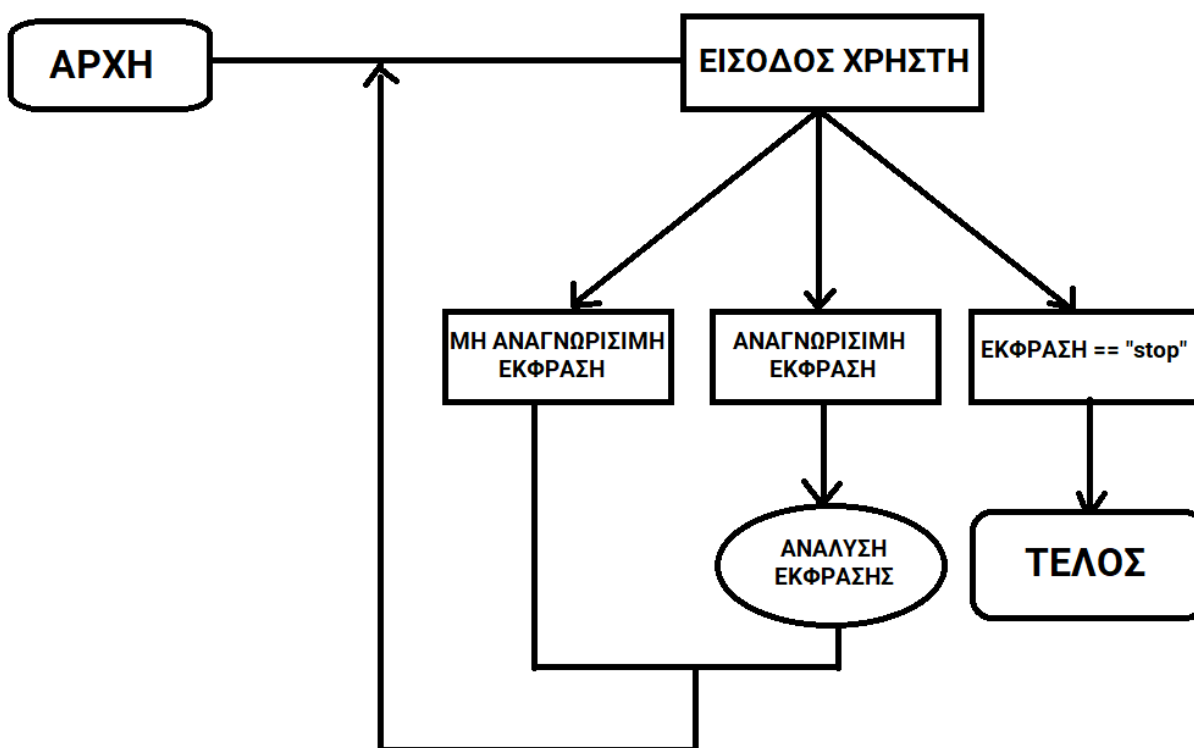 ΑΡΧΗ
ΕΙΣΟΔΟΣ ΧΡΗΣΤΗ
ΜΗ ΑΝΑΓΝΩΡΙΣΙΜΗ
ΕΚΦΡΑΣΗ
ΑΝΑΓΝΩΡΙΣΙΜΗ
ΕΚΦΡΑΣΗ
ΕΚΦΡΑΣΗ == "stop"
ΑΝΑΛΥΣΗ
ΕΚΦΡΑΣΗΣ
ΤΕΛΟΣ